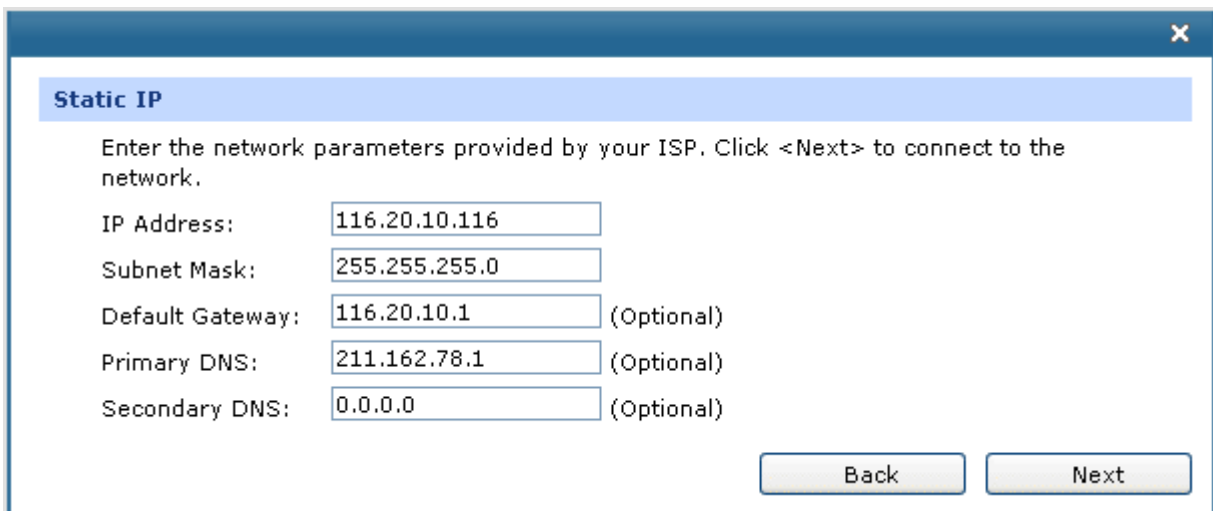 Static IP
Enter the network parameters provided by your ISP. Click <Next> to connect to the
network.
IP Address: 116.20.10.116
Subnet Mask: 255.255.255.0
Default Gateway: 116.20.10.1 (Optional)
Primary DNS: 211.162.78.1 (Optional)
Secondary DNS: 0.0.0.0 (Optional)
Back Next